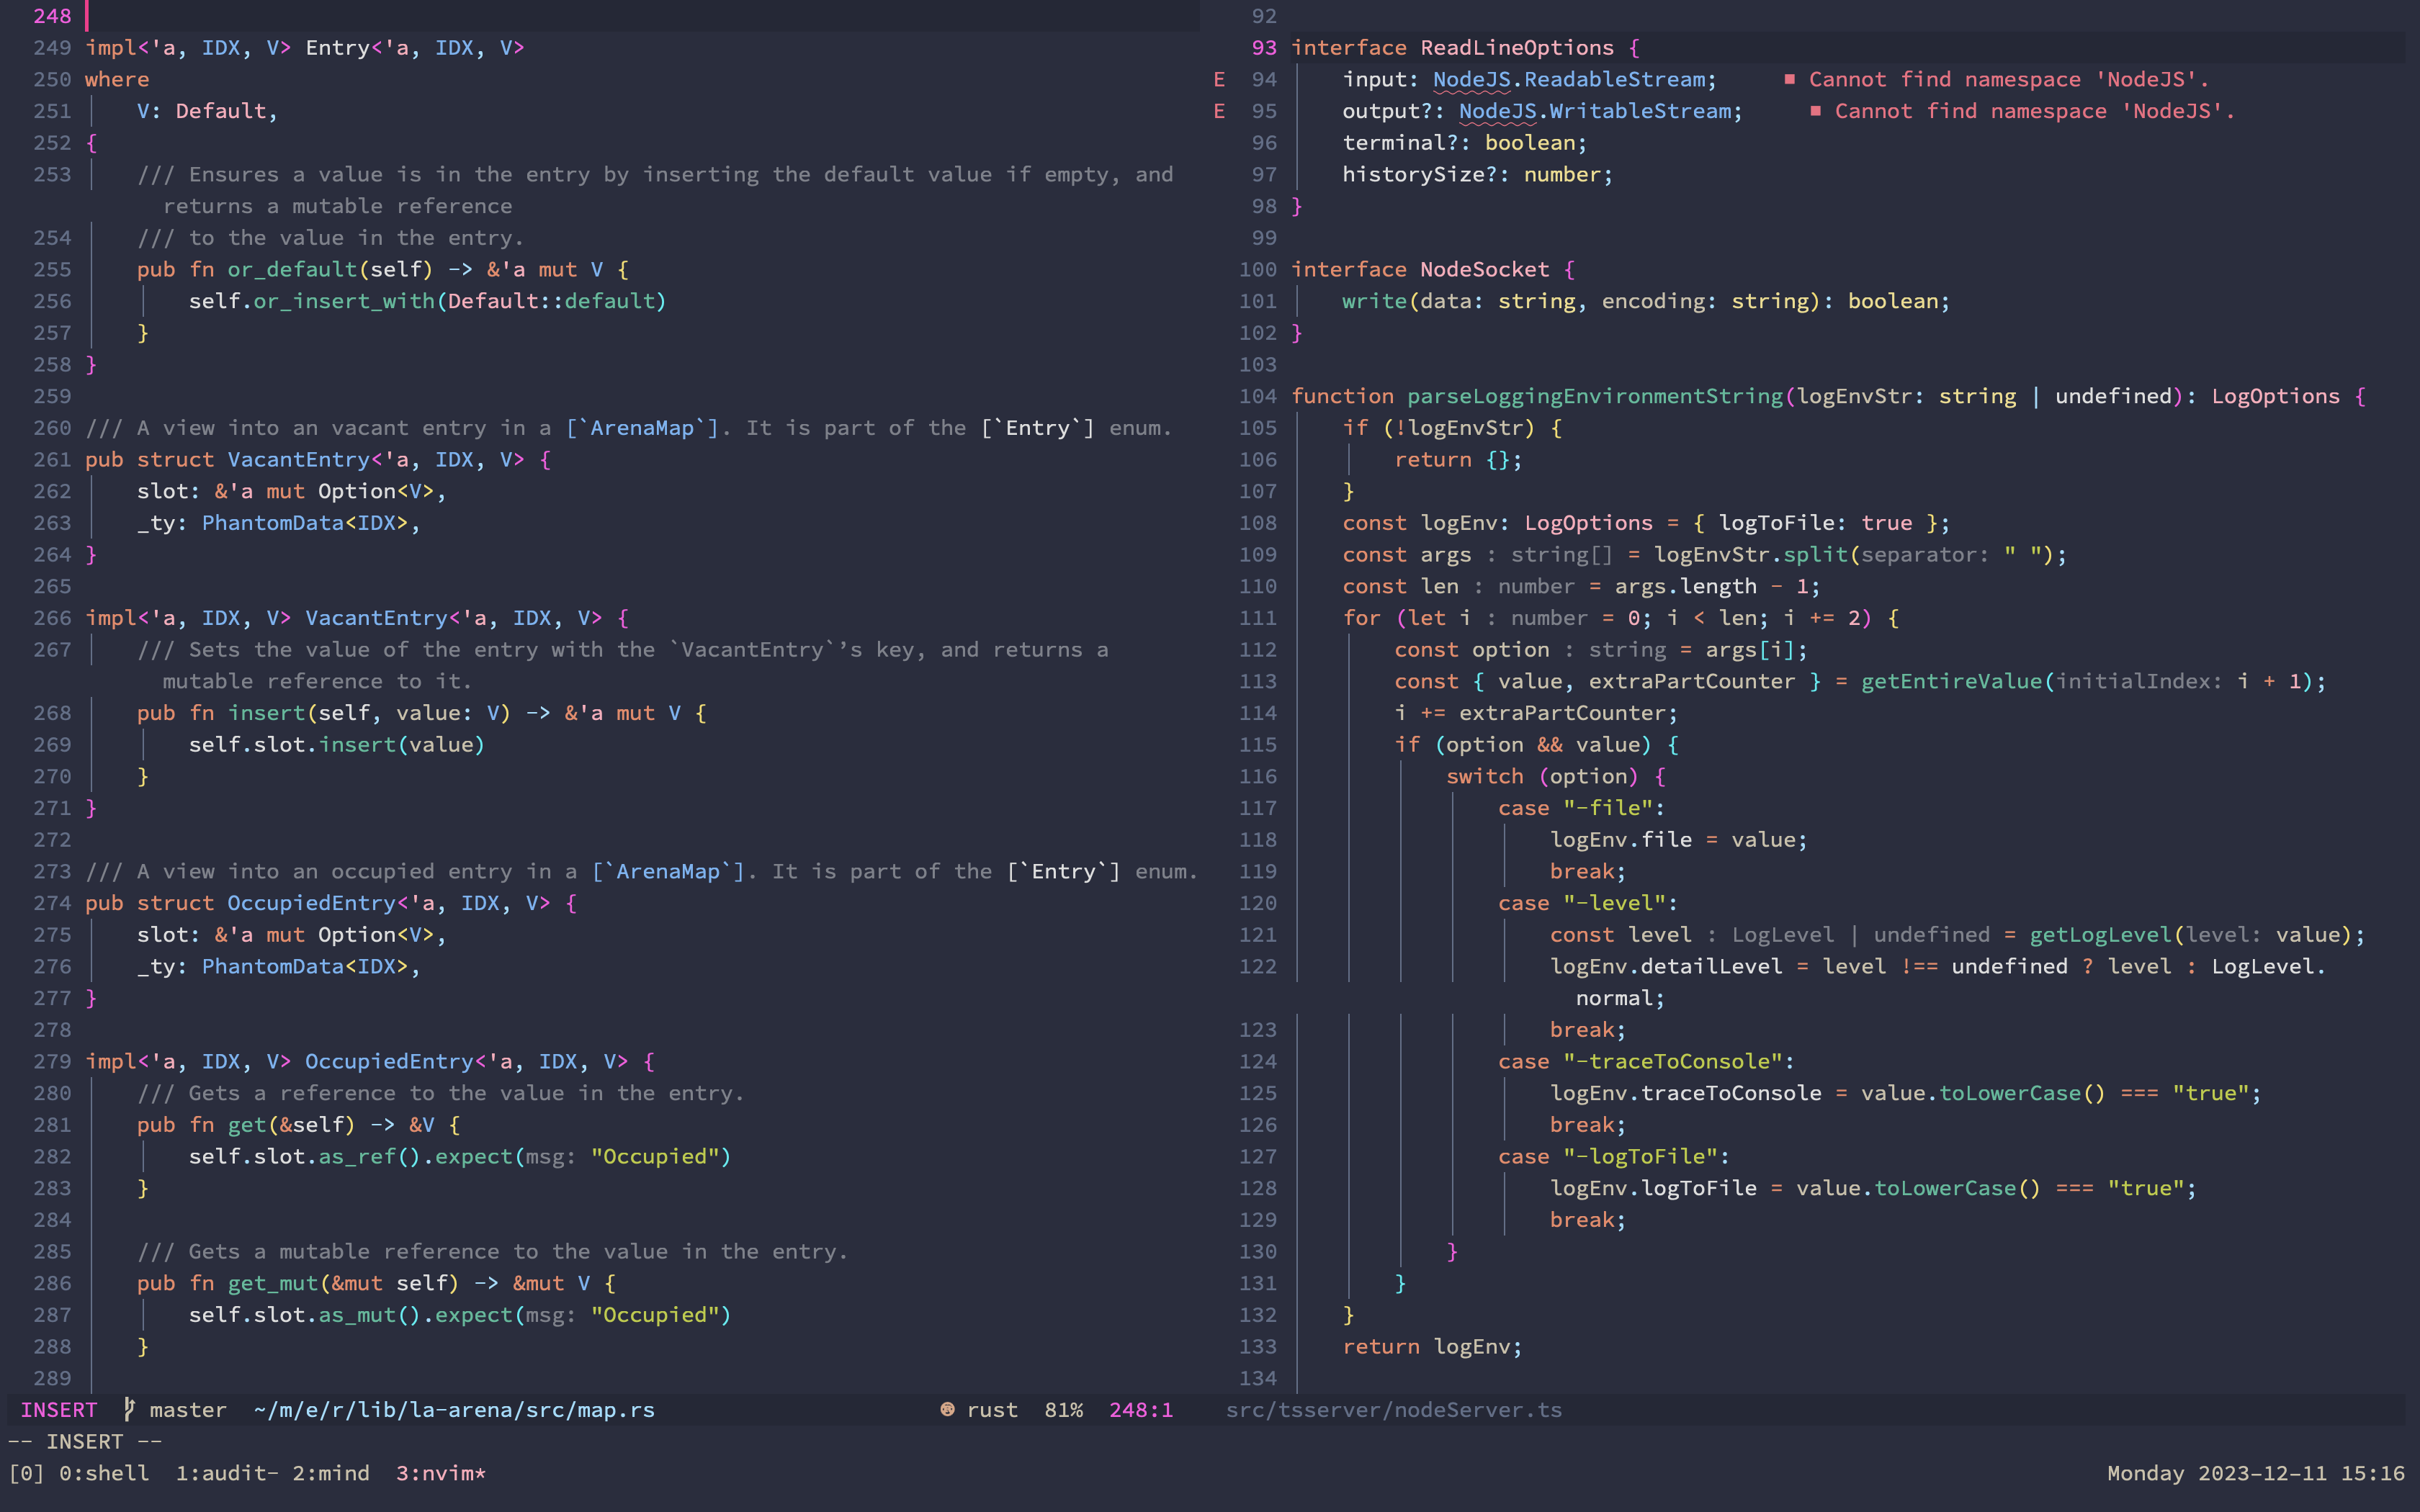 248
249 impl<'a, IDX, V> Entry<'a, IDX, V>
250 where
251     V: Default,
252 {
253     /// Ensures a value is in the entry by inserting the default value if empty, and
      returns a mutable reference
254     /// to the value in the entry.
255     pub fn or_default(self) -> &'a mut V {
256         self.or_insert_with(Default::default)
257     }
258 }
259
260 /// A view into an vacant entry in a [`ArenaMap`]. It is part of the [`Entry`] enum.
261 pub struct VacantEntry<'a, IDX, V> {
262     slot: &'a mut Option<V>,
263     _ty: PhantomData<IDX>,
264 }
265
266 impl<'a, IDX, V> VacantEntry<'a, IDX, V> {
267     /// Sets the value of the entry with the `VacantEntry`’s key, and returns a
      mutable reference to it.
268     pub fn insert(self, value: V) -> &'a mut V {
269         self.slot.insert(value)
270     }
271 }
272
273 /// A view into an occupied entry in a [`ArenaMap`]. It is part of the [`Entry`] enum.
274 pub struct OccupiedEntry<'a, IDX, V> {
275     slot: &'a mut Option<V>,
276     _ty: PhantomData<IDX>,
277 }
278
279 impl<'a, IDX, V> OccupiedEntry<'a, IDX, V> {
280     /// Gets a reference to the value in the entry.
281     pub fn get(&self) -> &V {
282         self.slot.as_ref().expect(msg: "Occupied")
283     }
284
285     /// Gets a mutable reference to the value in the entry.
286     pub fn get_mut(&mut self) -> &mut V {
287         self.slot.as_mut().expect(msg: "Occupied")
288     }
289
INSERT master ~/m/e/r/lib/la-arena/src/map.rs rust 81% 248:1
92
93 interface ReadLineOptions {
E 94     input: NodeJS.ReadableStream;     ■ Cannot find namespace 'NodeJS'.
E 95     output?: NodeJS.WritableStream;     ■ Cannot find namespace 'NodeJS'.
96     terminal?: boolean;
97     historySize?: number;
98 }
99
100 interface NodeSocket {
101     write(data: string, encoding: string): boolean;
102 }
103
104 function parseLoggingEnvironmentString(logEnvStr: string | undefined): LogOptions {
105     if (!logEnvStr) {
106         return {};
107     }
108     const logEnv: LogOptions = { logToFile: true };
109     const args : string[] = logEnvStr.split(separator: " ");
110     const len : number = args.length - 1;
111     for (let i : number = 0; i < len; i += 2) {
112         const option : string = args[i];
113         const { value, extraPartCounter } = getEntireValue(initialIndex: i + 1);
114         i += extraPartCounter;
115         if (option && value) {
116             switch (option) {
117                 case "-file":
118                     logEnv.file = value;
119                     break;
120                 case "-level":
121                     const level : LogLevel | undefined = getLogLevel(level: value);
122                     logEnv.detailLevel = level !== undefined ? level : LogLevel.
                      normal;
123                     break;
124                 case "-traceToConsole":
125                     logEnv.traceToConsole = value.toLowerCase() === "true";
126                     break;
127                 case "-logToFile":
128                     logEnv.logToFile = value.toLowerCase() === "true";
129                     break;
130             }
131         }
132     }
133     return logEnv;
134
src/tsserver/nodeServer.ts
-- INSERT --
[0] 0:shell  1:audit- 2:mind  3:nvim*
Monday 2023-12-11 15:16